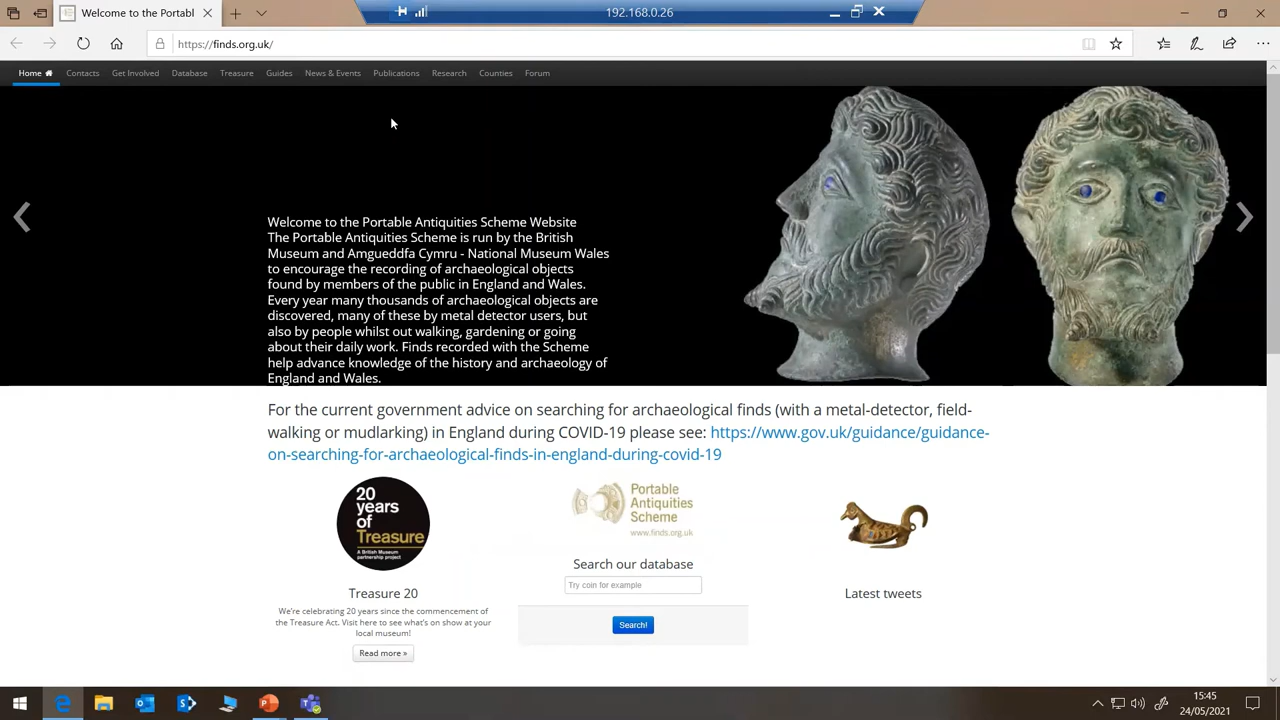 Welcome to the Portabl
192.168.0.26
https://finds.org.uk/
Home Contacts Get Involved Database Treasure Guides News & Events Publications Research Counties Forum
Welcome to the Portable Antiquities Scheme Website
The Portable Antiquities Scheme is run by the British
Museum and Amgueddfa Cymru - National Museum Wales
to encourage the recording of archaeological objects
found by members of the public in England and Wales.
Every year many thousands of archaeological objects are
discovered, many of these by metal detector users, but
also by people whilst out walking, gardening or going
about their daily work. Finds recorded with the Scheme
help advance knowledge of the history and archaeology of
England and Wales.
For the current government advice on searching for archaeological finds (with a metal-detector, field-
walking or mudlarking) in England during COVID-19 please see: https://www.gov.uk/guidance/guidance-
on-searching-for-archaeological-finds-in-england-during-covid-19
20
years
of
Treasure
A British Museum
partnership project
Treasure 20
We're celebrating 20 years since the commencement of
the Treasure Act. Visit here to see what's on show at your
local museum!
Read more »
Portable
Antiquities
Scheme
www.finds.org.uk
Search our database
Try coin for example
Search!
Latest tweets
15:45
24/05/2021